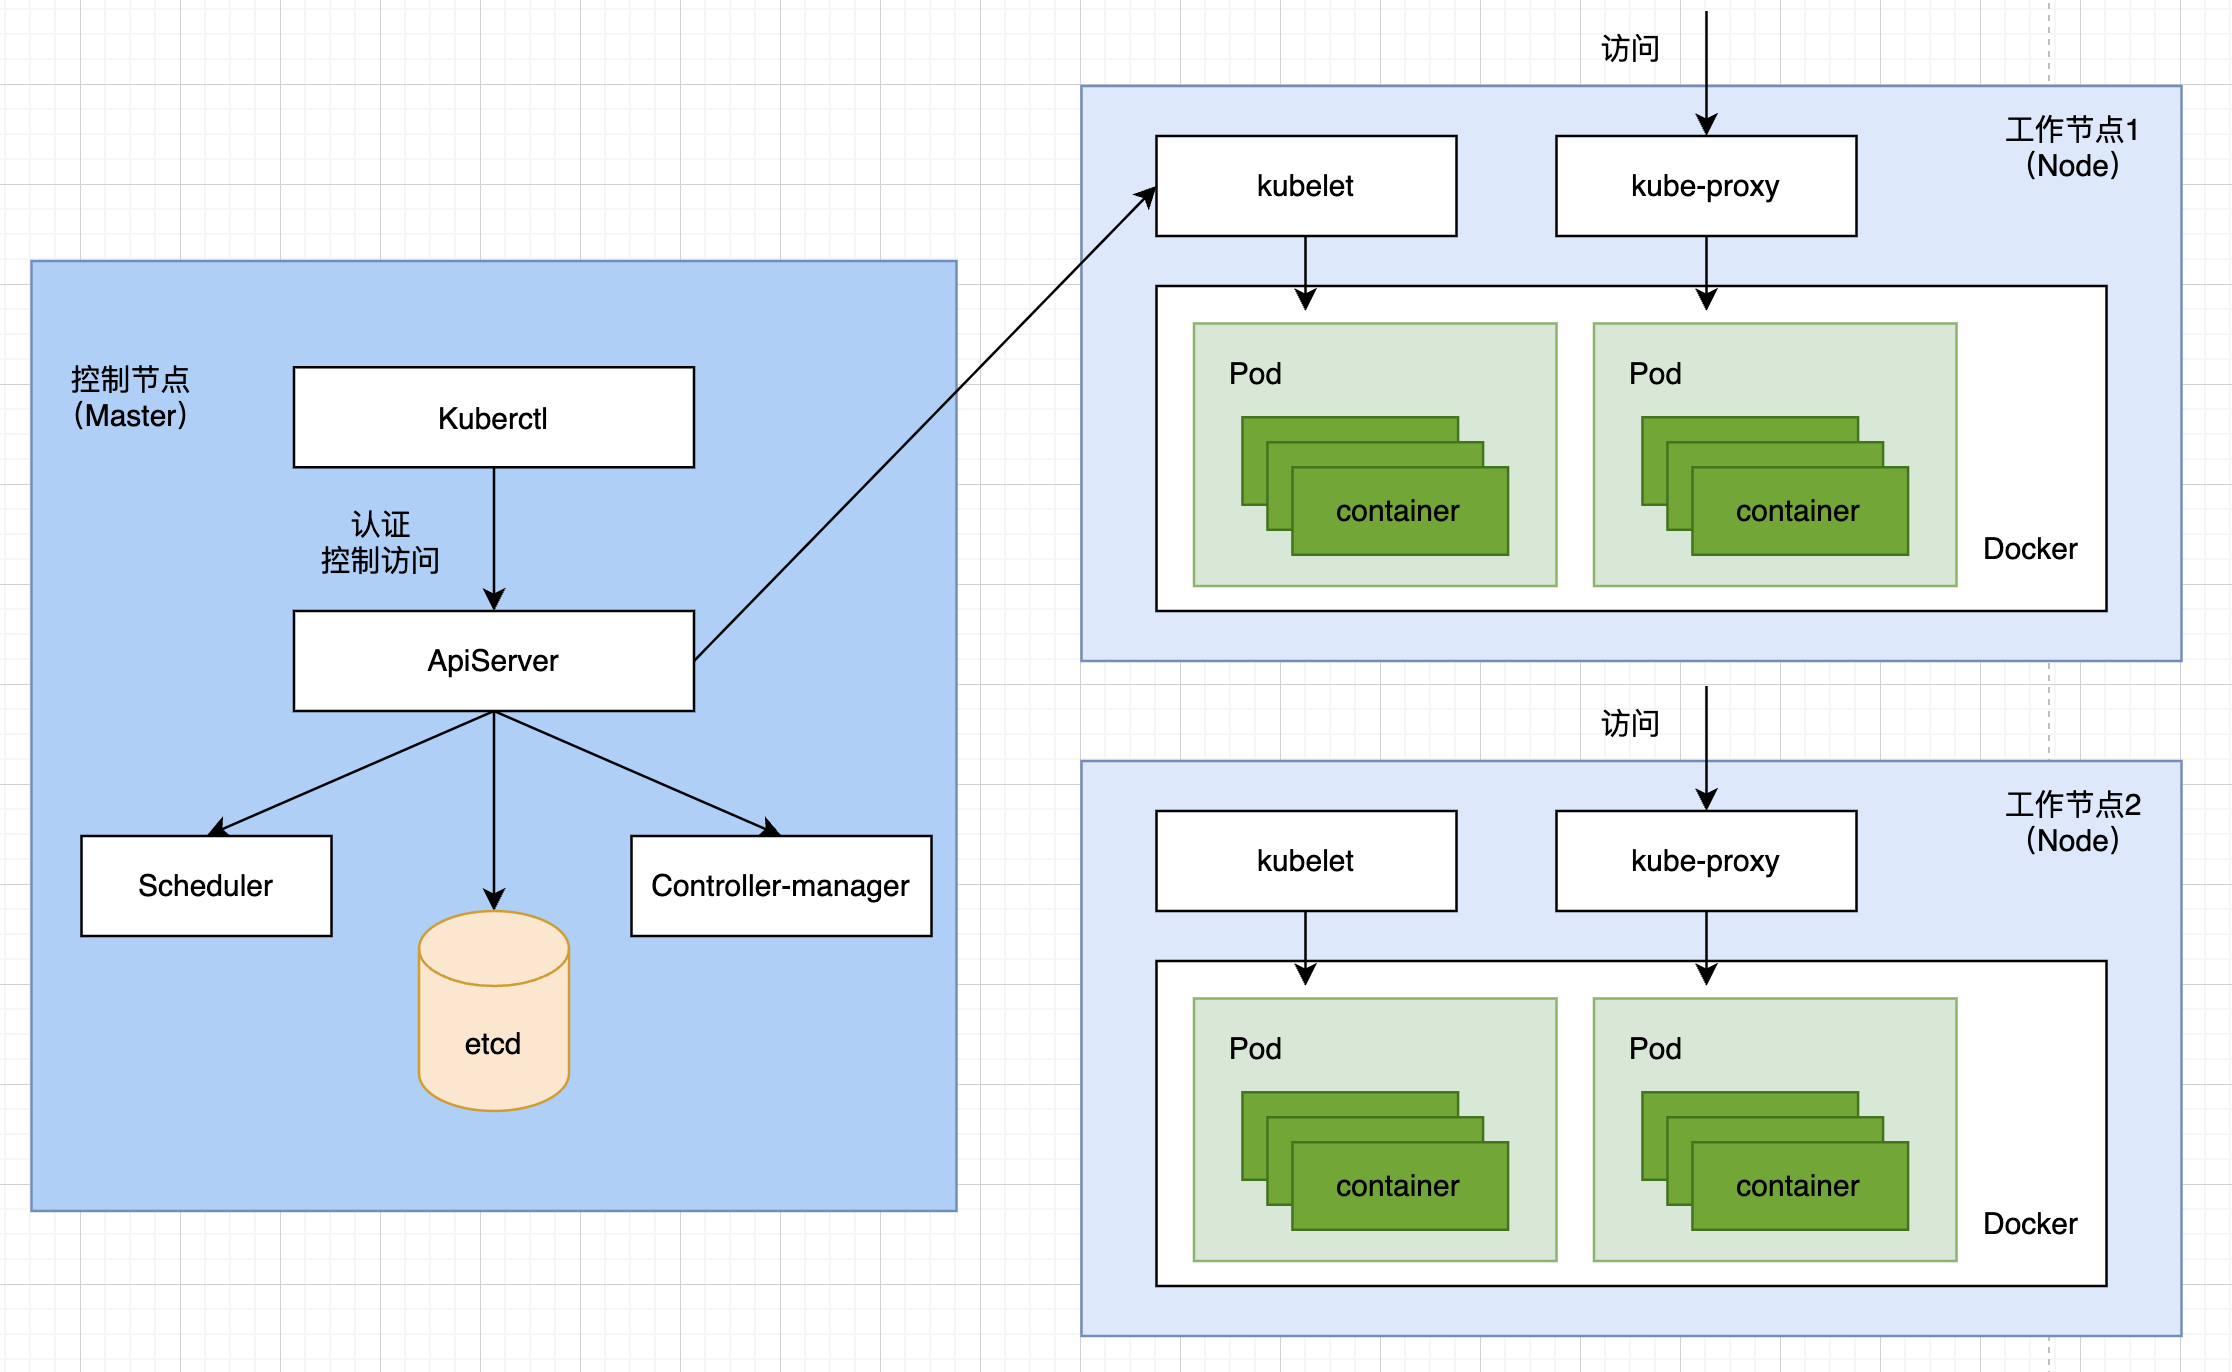 控制节点
（Master）
Kuberctl
认证
控制访问
ApiServer
Scheduler
Controller-manager
etcd
访问
工作节点1
（Node）
kubelet
kube-proxy
Pod
container
Pod
container
Docker
访问
工作节点2
（Node）
kubelet
kube-proxy
Pod
container
Pod
container
Docker